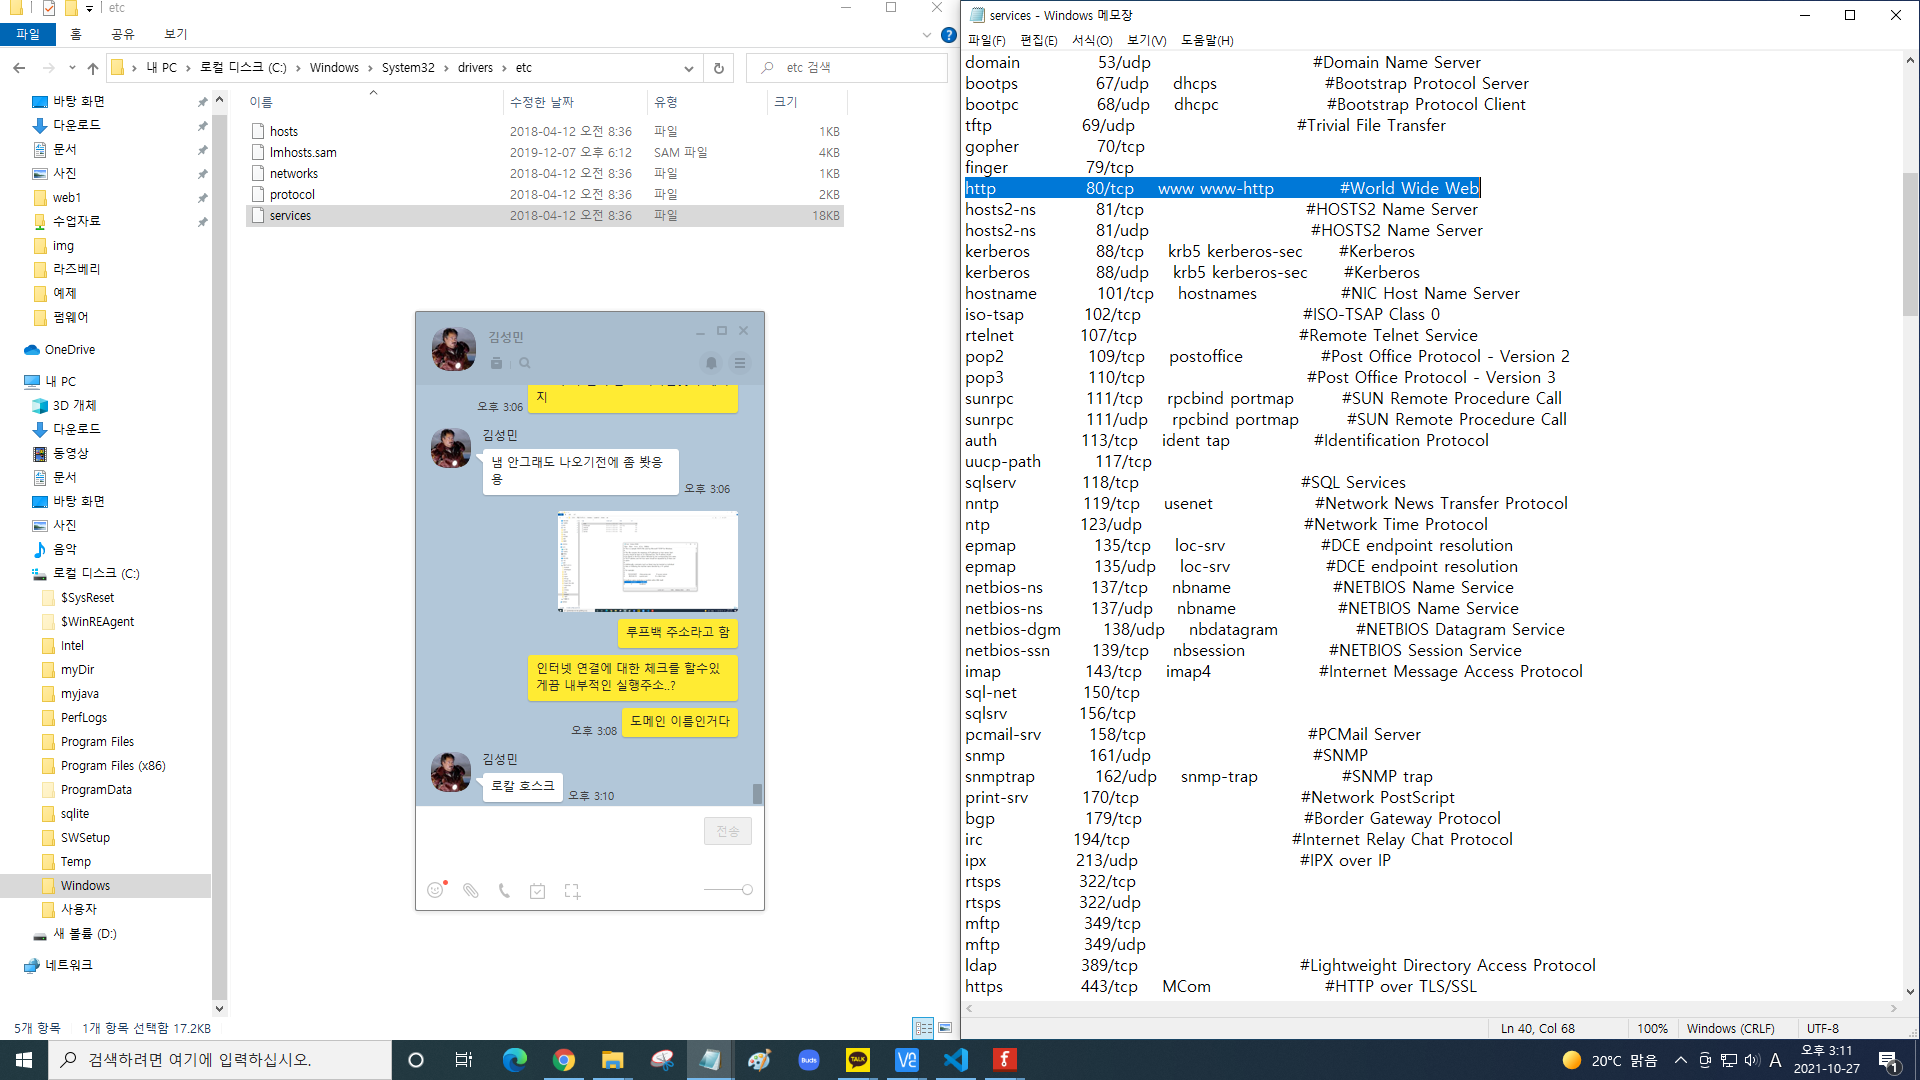 etc
파일 홈 공유 보기
내 PC > 로컬 디스크 (C:) > Windows > System32 > drivers > etc
etc 검색
바탕 화면
다운로드
문서
사진
web1
수업자료
img
라즈베리
예제
펌웨어
OneDrive
내 PC
3D 개체
다운로드
동영상
문서
바탕 화면
사진
음악
로컬 디스크 (C:)
$SysReset
$WinREAgent
Intel
myDir
myjava
PerfLogs
Program Files
Program Files (x86)
ProgramData
sqlite
SWSetup
Temp
Windows
사용자
새 볼륨 (D:)
네트워크
이름 수정한 날짜 유형 크기
hosts 2018-04-12 오전 8:36 파일 1KB
lmhosts.sam 2019-12-07 오후 6:12 SAM 파일 4KB
networks 2018-04-12 오전 8:36 파일 1KB
protocol 2018-04-12 오전 8:36 파일 2KB
services 2018-04-12 오전 8:36 파일 18KB
5개 항목 1개 항목 선택함 17.2KB
김성민
지
오후 3:06
김성민
냄 안그래도 나오기전에 좀 봣응
용
오후 3:06
루프백 주소라고 함
인터넷 연결에 대한 체크를 할수있
게끔 내부적인 실행주소..?
도메인 이름인거다
오후 3:08
김성민
로칼 호스크
오후 3:10
전송
services - Windows 메모장
파일(F) 편집(E) 서식(O) 보기(V) 도움말(H)
domain 53/udp #Domain Name Server
bootps 67/udp dhcps #Bootstrap Protocol Server
bootpc 68/udp dhcpc #Bootstrap Protocol Client
tftp 69/udp #Trivial File Transfer
gopher 70/tcp
finger 79/tcp
http 80/tcp www www-http #World Wide Web
hosts2-ns 81/tcp #HOSTS2 Name Server
hosts2-ns 81/udp #HOSTS2 Name Server
kerberos 88/tcp krb5 kerberos-sec #Kerberos
kerberos 88/udp krb5 kerberos-sec #Kerberos
hostname 101/tcp hostnames #NIC Host Name Server
iso-tsap 102/tcp #ISO-TSAP Class 0
rtelnet 107/tcp #Remote Telnet Service
pop2 109/tcp postoffice #Post Office Protocol - Version 2
pop3 110/tcp #Post Office Protocol - Version 3
sunrpc 111/tcp rpcbind portmap #SUN Remote Procedure Call
sunrpc 111/udp rpcbind portmap #SUN Remote Procedure Call
auth 113/tcp ident tap #Identification Protocol
uucp-path 117/tcp
sqlserv 118/tcp #SQL Services
nntp 119/tcp usenet #Network News Transfer Protocol
ntp 123/udp #Network Time Protocol
epmap 135/tcp loc-srv #DCE endpoint resolution
epmap 135/udp loc-srv #DCE endpoint resolution
netbios-ns 137/tcp nbname #NETBIOS Name Service
netbios-ns 137/udp nbname #NETBIOS Name Service
netbios-dgm 138/udp nbdatagram #NETBIOS Datagram Service
netbios-ssn 139/tcp nbsession #NETBIOS Session Service
imap 143/tcp imap4 #Internet Message Access Protocol
sql-net 150/tcp
sqlsrv 156/tcp
pcmail-srv 158/tcp #PCMail Server
snmp 161/udp #SNMP
snmptrap 162/udp snmp-trap #SNMP trap
print-srv 170/tcp #Network PostScript
bgp 179/tcp #Border Gateway Protocol
irc 194/tcp #Internet Relay Chat Protocol
ipx 213/udp #IPX over IP
rtsps 322/tcp
rtsps 322/udp
mftp 349/tcp
mftp 349/udp
ldap 389/tcp #Lightweight Directory Access Protocol
https 443/tcp MCom #HTTP over TLS/SSL
Ln 40, Col 68 100% Windows (CRLF) UTF-8
검색하려면 여기에 입력하십시오.
Buds
TALK
20°C 맑음
A
오후 3:11
2021-10-27
1